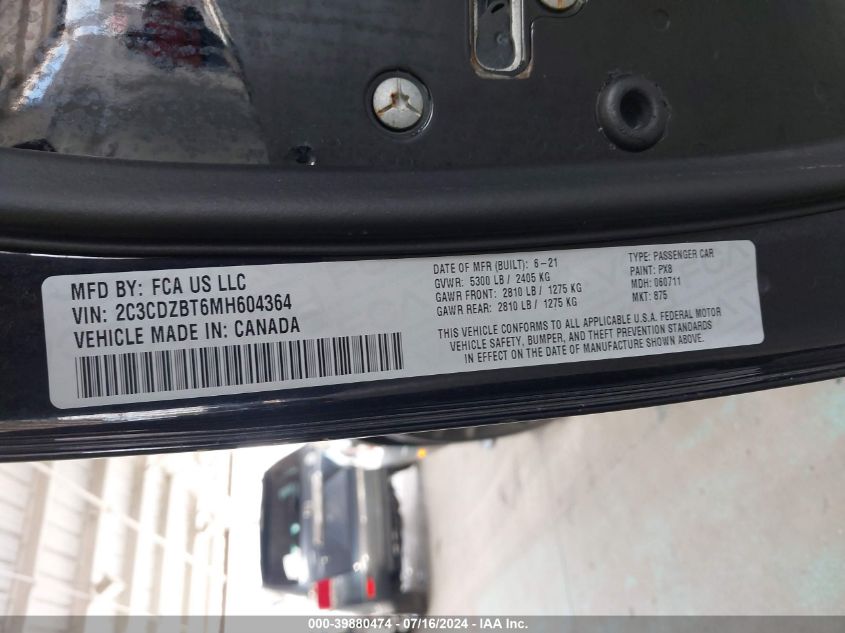 MFD BY: FCA US LLC
VIN: 2C3CDZBT6MH604364
VEHICLE MADE IN: CANADA
DATE OF MFR (BUILT): 6-21
GVWR: 5300 LB / 2405 KG
GAWR FRONT: 2810 LB / 1275 KG
GAWR REAR: 2810 LB / 1275 KG
TYPE: PASSENGER CAR
PAINT: PX8
MDH: 060711
MKT: 875
THIS VEHICLE CONFORMS TO ALL APPLICABLE U.S.A. FEDERAL MOTOR
VEHICLE SAFETY, BUMPER, AND THEFT PREVENTION STANDARDS
IN EFFECT ON THE DATE OF MANUFACTURE SHOWN ABOVE.
000-39880474 - 07/16/2024 - IAA Inc.